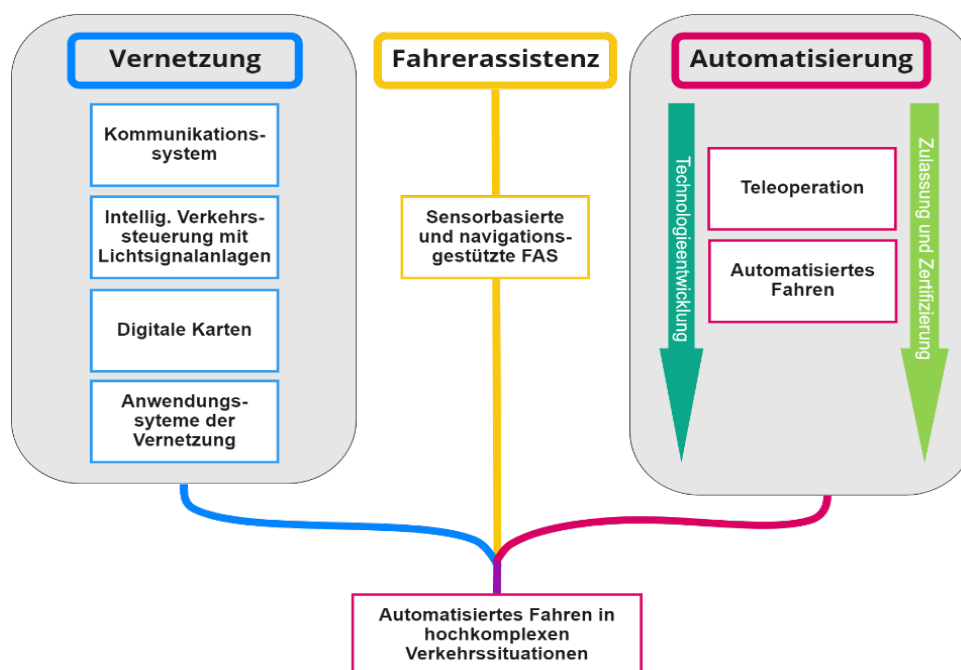 Vernetzung
Kommunikations-
system
Intellig. Verkehrs-
steuerung mit
Lichtsignalanlagen
Digitale Karten
Anwendungs-
syteme der
Vernetzung
Fahrerassistenz
Sensorbasierte
und navigations-
gestützte FAS
Automatisierung
Technologieentwicklung
Teleoperation
Automatisiertes
Fahren
Zulassung und Zertifizierung
Automatisiertes Fahren in
hochkomplexen
Verkehrssituationen